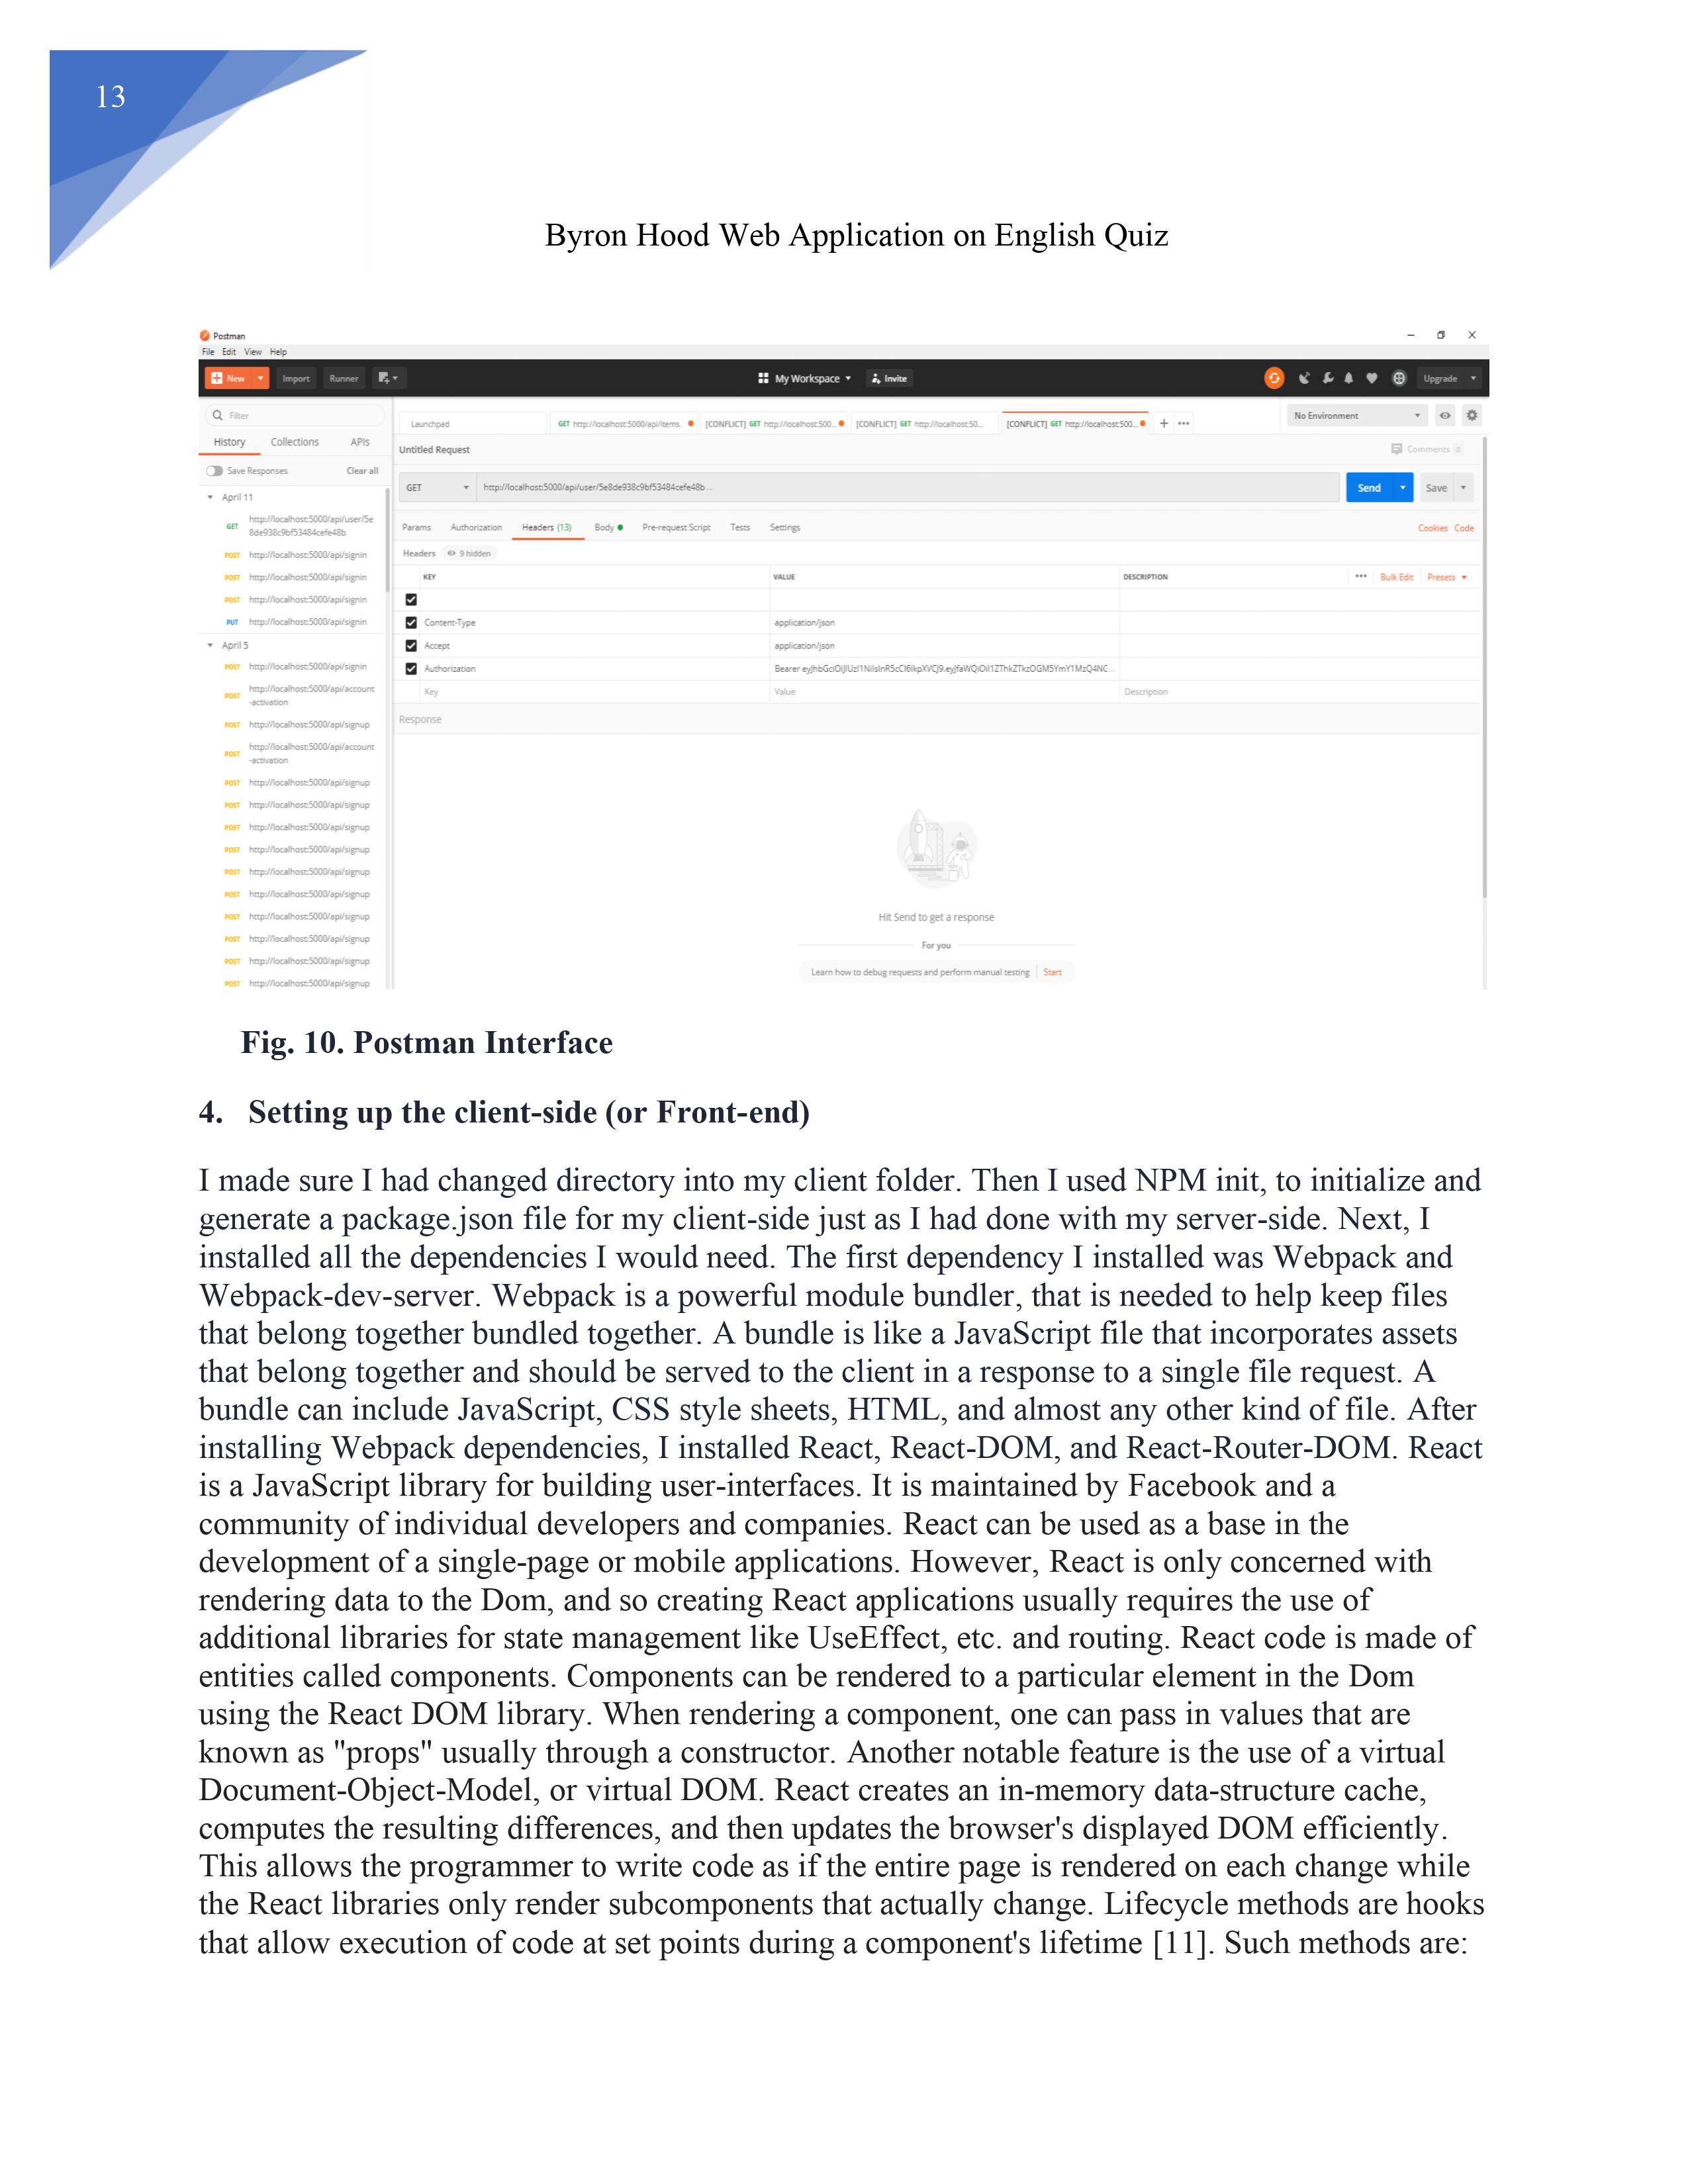 13
Byron Hood Web Application on English Quiz
Postman
File Edit View Help
New Import Runner My Workspace Invite Upgrade
Filter
History Collections APIs
Save Responses Clear all
April 11
GET http://localhost:5000/api/user/5e
8de938c9bf53484cefe48b
POST http://localhost:5000/api/signin
POST http://localhost:5000/api/signin
POST http://localhost:5000/api/signin
PUT http://localhost:5000/api/signin
April 5
POST http://localhost:5000/api/signin
POST http://localhost:5000/api/account
-activation
POST http://localhost:5000/api/signup
POST http://localhost:5000/api/account
-activation
POST http://localhost:5000/api/signup
POST http://localhost:5000/api/signup
POST http://localhost:5000/api/signup
POST http://localhost:5000/api/signup
POST http://localhost:5000/api/signup
POST http://localhost:5000/api/signup
POST http://localhost:5000/api/signup
POST http://localhost:5000/api/signup
POST http://localhost:5000/api/signup
POST http://localhost:5000/api/signup
Launchpad GET http://localhost:5000/api/items [CONFLICT] GET http://localhost:500... [CONFLICT] GET http://localhost:50... [CONFLICT] GET http://localhost:500... + ••• No Environment
Untitled Request Comments 0
GET http://localhost:5000/api/user/5e8de938c9bf53484cefe48b... Send Save
Params Authorization Headers (13) Body Pre-request Script Tests Settings Cookies Code
Headers 9 hidden
KEY VALUE DESCRIPTION ••• Bulk Edit Presets
Content-Type application/json
Accept application/json
Authorization Bearer
Key Value Description
Response
Hit Send to get a response
For you
Learn how to debug requests and perform manual testing Start
Fig. 10. Postman Interface
4. Setting up the client-side (or Front-end)
I made sure I had changed directory into my client folder. Then I used NPM init, to initialize and
generate a package.json file for my client-side just as I had done with my server-side. Next, I
installed all the dependencies I would need. The first dependency I installed was Webpack and
Webpack-dev-server. Webpack is a powerful module bundler, that is needed to help keep files
that belong together bundled together. A bundle is like a JavaScript file that incorporates assets
that belong together and should be served to the client in a response to a single file request. A
bundle can include JavaScript, CSS style sheets, HTML, and almost any other kind of file. After
installing Webpack dependencies, I installed React, React-DOM, and React-Router-DOM. React
is a JavaScript library for building user-interfaces. It is maintained by Facebook and a
community of individual developers and companies. React can be used as a base in the
development of a single-page or mobile applications. However, React is only concerned with
rendering data to the Dom, and so creating React applications usually requires the use of
additional libraries for state management like UseEffect, etc. and routing. React code is made of
entities called components. Components can be rendered to a particular element in the Dom
using the React DOM library. When rendering a component, one can pass in values that are
known as "props" usually through a constructor. Another notable feature is the use of a virtual
Document-Object-Model, or virtual DOM. React creates an in-memory data-structure cache,
computes the resulting differences, and then updates the browser's displayed DOM efficiently.
This allows the programmer to write code as if the entire page is rendered on each change while
the React libraries only render subcomponents that actually change. Lifecycle methods are hooks
that allow execution of code at set points during a component's lifetime [11]. Such methods are: